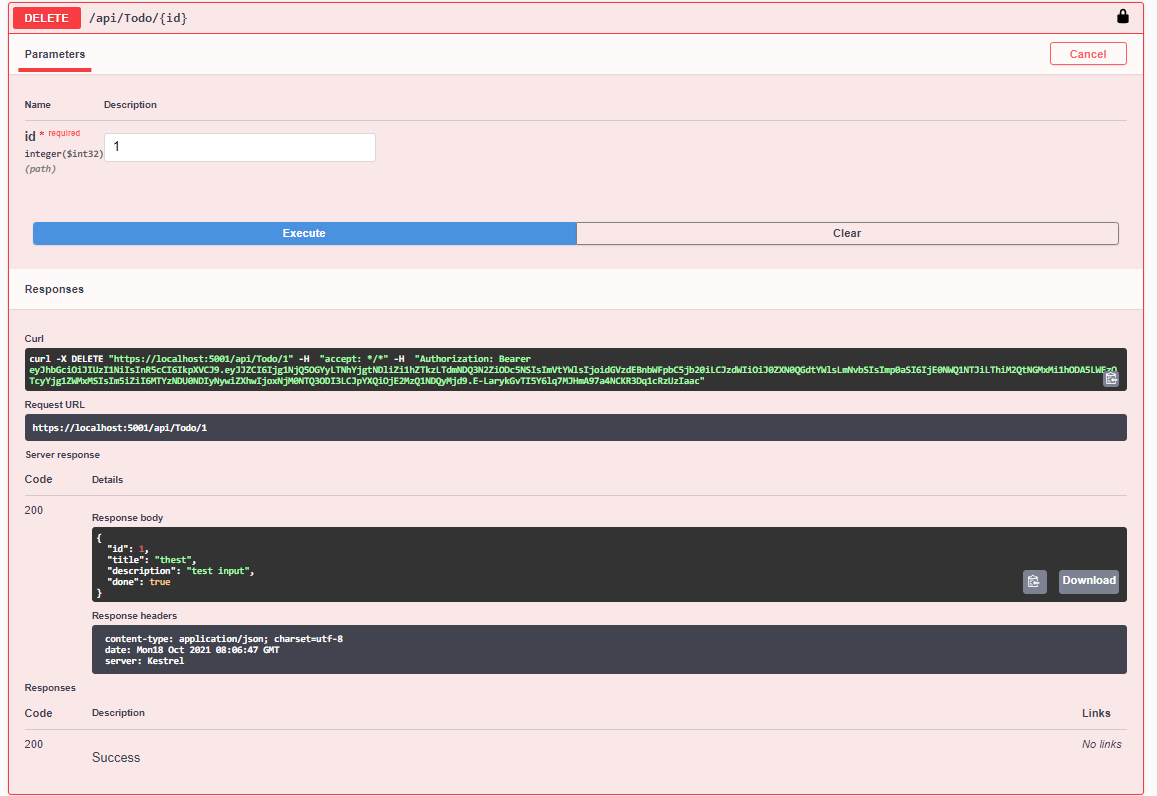 DELETE /api/Todo/{id}
Parameters
Cancel
Name Description
id * required
integer($int32)
(path)
1
Execute Clear
Responses
Curl
curl -X DELETE "https://localhost:5001/api/Todo/1" -H "accept: */*" -H "Authorization: Bearer
Request URL
https://localhost:5001/api/Todo/1
Server response
Code Details
200
Response body
{
"id": 1,
"title": "thest",
"description": "test input",
"done": true
}
Download
Response headers
content-type: application/json; charset=utf-8
date: Mon18 Oct 2021 08:06:47 GMT
server: Kestrel
Responses
Code Description Links
200
Success
No links